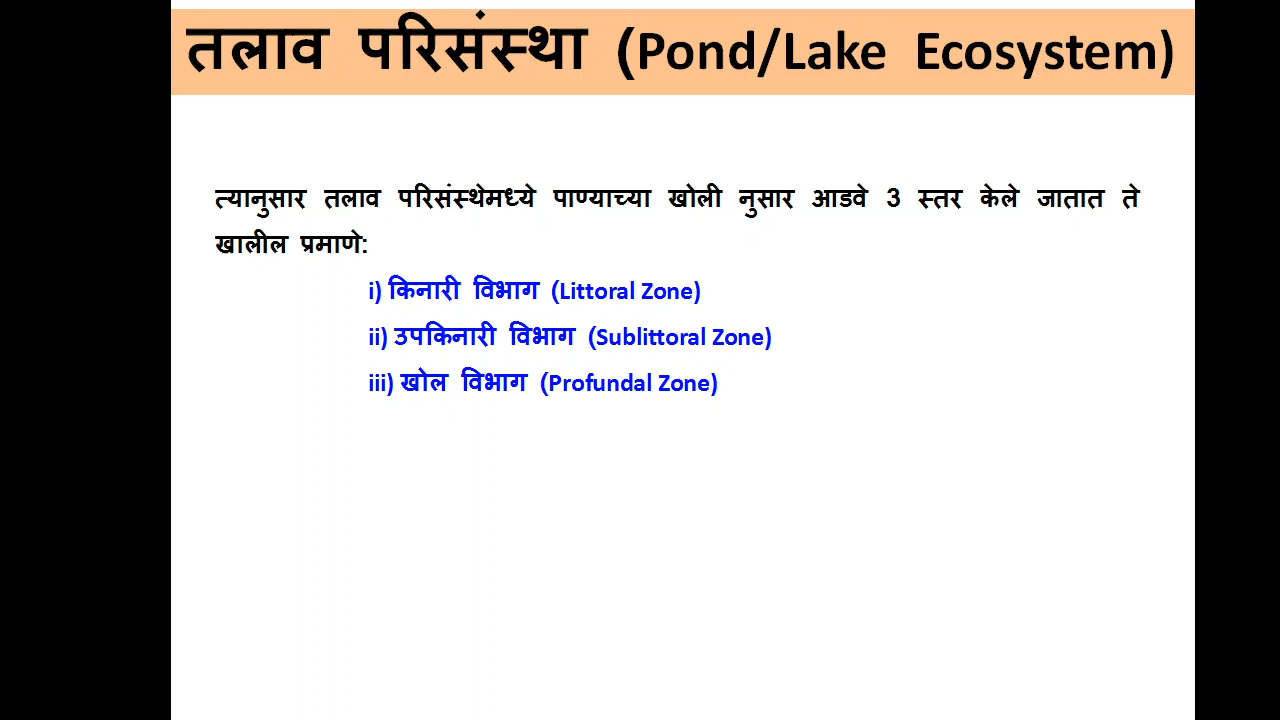 तलाव परिसंस्था (Pond/Lake Ecosystem)
त्यानुसार तलाव परिसंस्थेमध्ये पाण्याच्या खोली नुसार आडवे 3 स्तर केले जातात ते
खालील प्रमाणे:
i) किनारी विभाग (Littoral Zone)
ii) उपकिनारी विभाग (Sublittoral Zone)
iii) खोल विभाग (Profundal Zone)